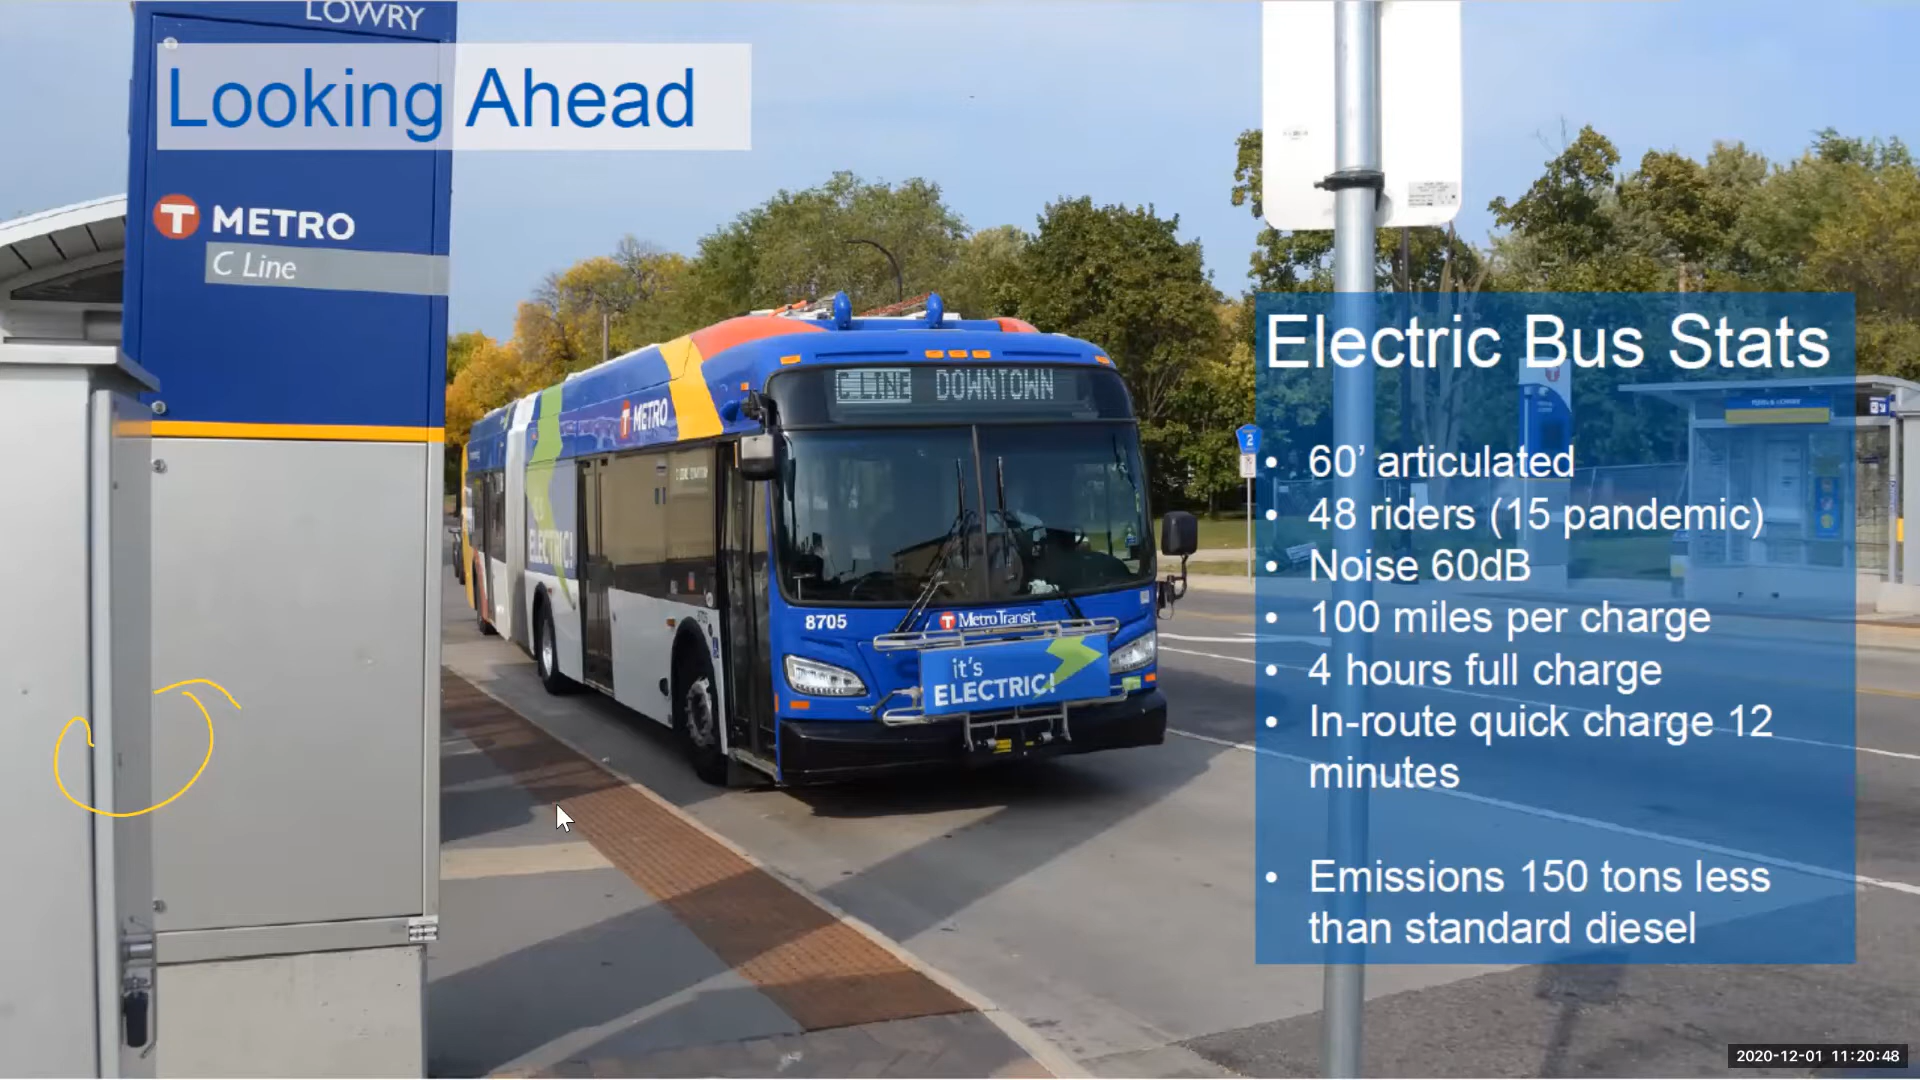 LOWRY
Looking Ahead
T METRO
C Line
C LINE DOWNTOWN
T METRO
ELECTRIC!
8705
T Metro Transit
it's
ELECTRIC!
2
Electric Bus Stats
• 60’ articulated
• 48 riders (15 pandemic)
• Noise 60dB
• 100 miles per charge
• 4 hours full charge
• In-route quick charge 12
minutes
• Emissions 150 tons less
than standard diesel
2020-12-01 11:20:48